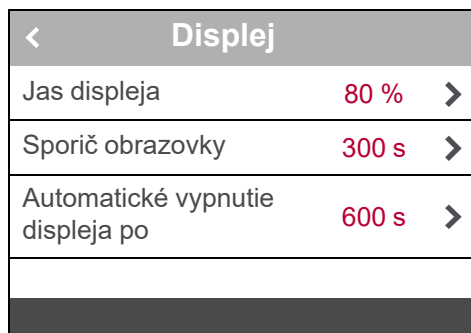 Displej
Jas displeja 80 %
Sporič obrazovky 300 s
Automatické vypnutie
displeja po 600 s